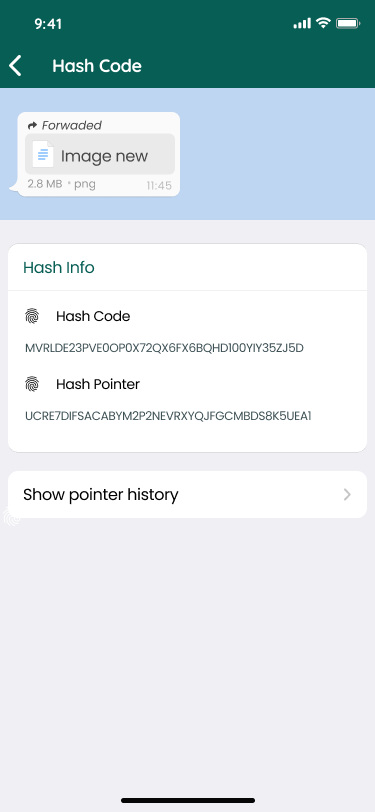 9:41
Hash Code
Forwaded
Image new
2.8 MB · png 11:45
Hash Info
Hash Code
MVRLDE23PVE0OP0X72QX6FX6BQHD100YIY35ZJ5D
Hash Pointer
UCRE7DIFSACABYM2P2NEVRXYQJFGCMBDS8K5UEA1
Show pointer history